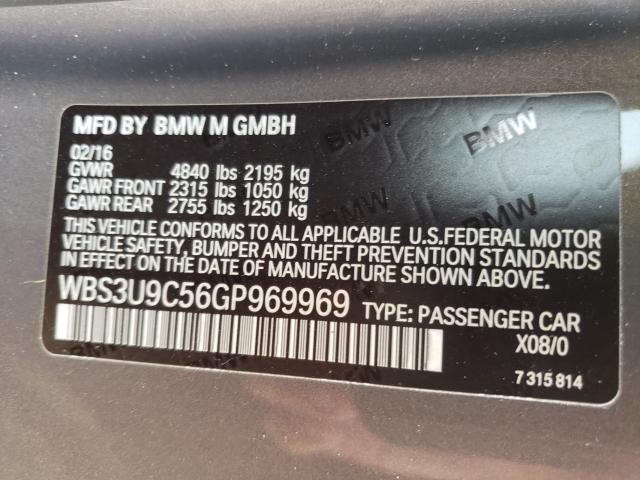 MFD BY BMW M GMBH
02/16
GVWR 4840 lbs 2195 kg
GAWR FRONT 2315 lbs 1050 kg
GAWR REAR 2755 lbs 1250 kg
THIS VEHICLE CONFORMS TO ALL APPLICABLE U.S.FEDERAL MOTOR
VEHICLE SAFETY, BUMPER AND THEFT PREVENTION STANDARDS
IN EFFECT ON THE DATE OF MANUFACTURE SHOWN ABOVE.
WBS3U9C56GP969969 TYPE: PASSENGER CAR
X08/0
7 315 814
BMW
BMW